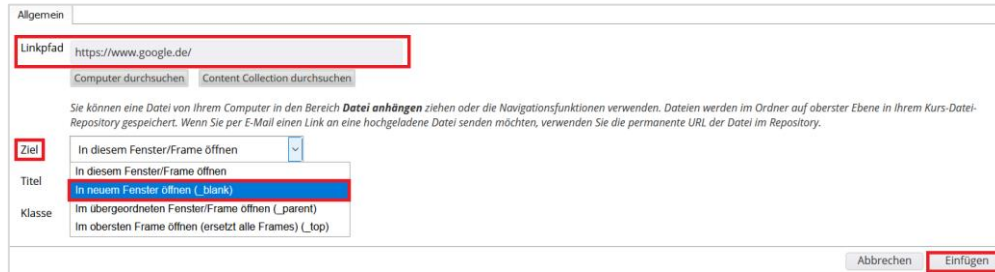 Allgemein
Linkpfad https://www.google.de/
Computer durchsuchen Content Collection durchsuchen
Sie können eine Datei von Ihrem Computer in den Bereich Datei anhängen ziehen oder die Navigationsfunktionen verwenden. Dateien werden im Ordner auf oberster Ebene in Ihrem Kurs-Datei-
Repository gespeichert. Wenn Sie per E-Mail einen Link an eine hochgeladene Datei senden möchten, verwenden Sie die permanente URL der Datei im Repository.
Ziel In diesem Fenster/Frame öffnen
In diesem Fenster/Frame öffnen
Titel
In neuem Fenster öffnen (_blank)
Im übergeordneten Fenster/Frame öffnen (_parent)
Klasse
Im obersten Frame öffnen (ersetzt alle Frames) (_top)
Abbrechen Einfügen